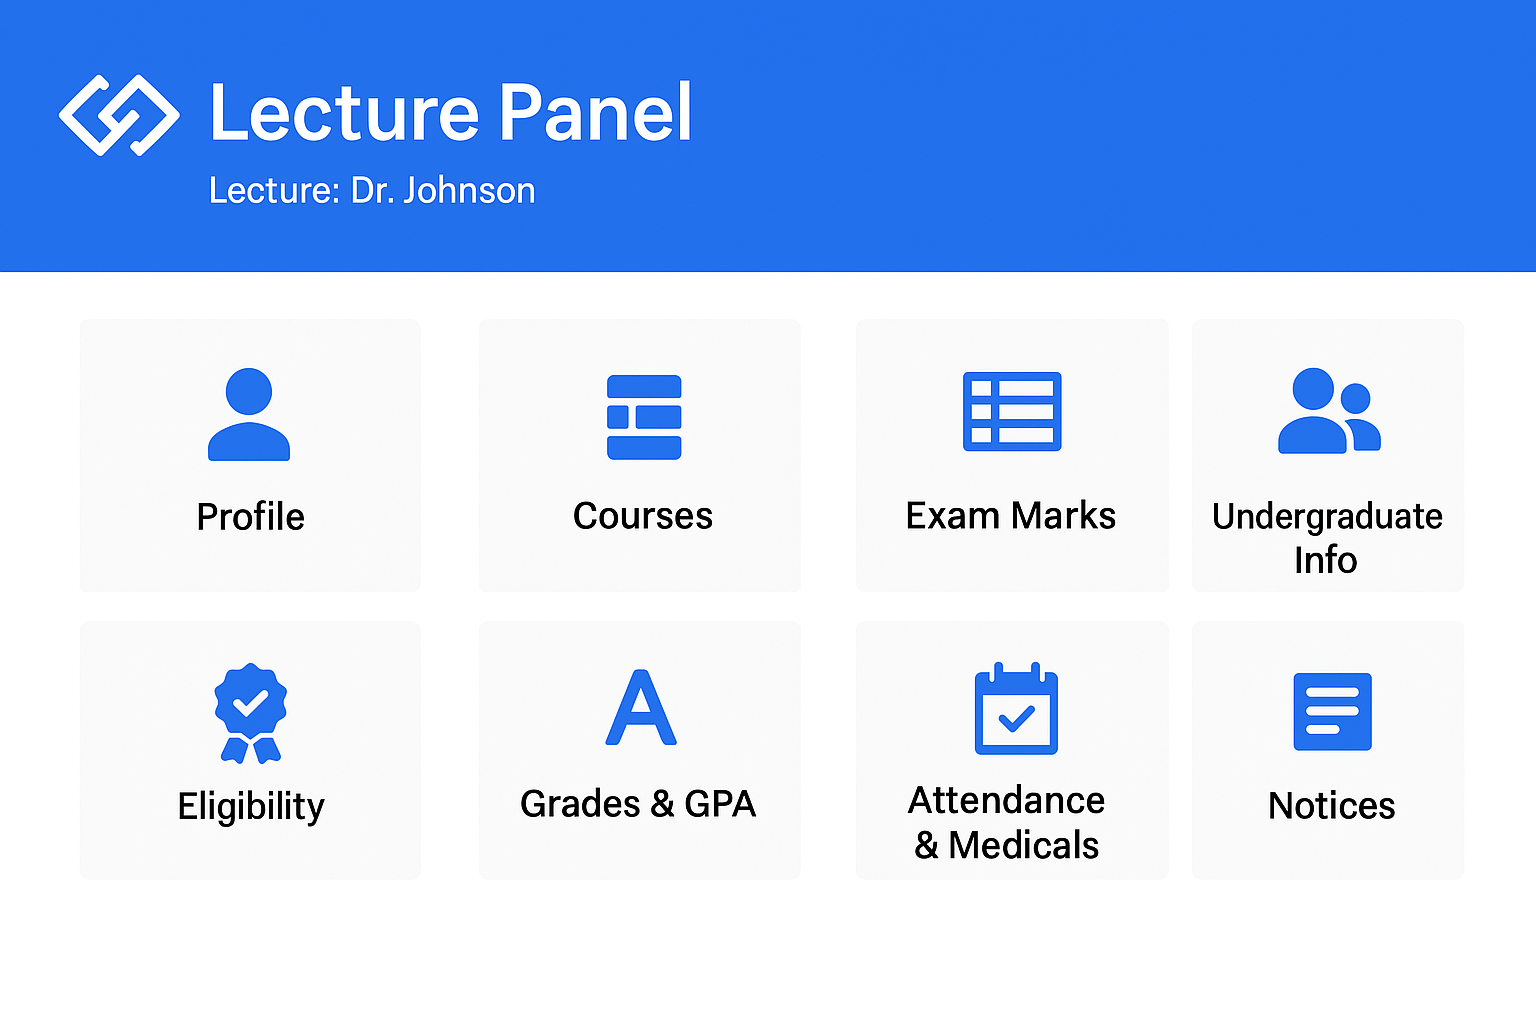 Lecture Panel
Lecture: Dr. Johnson
Profile
Courses
Exam Marks
Undergraduate
Info
Eligibility
Grades & GPA
Attendance
& Medicals
Notices